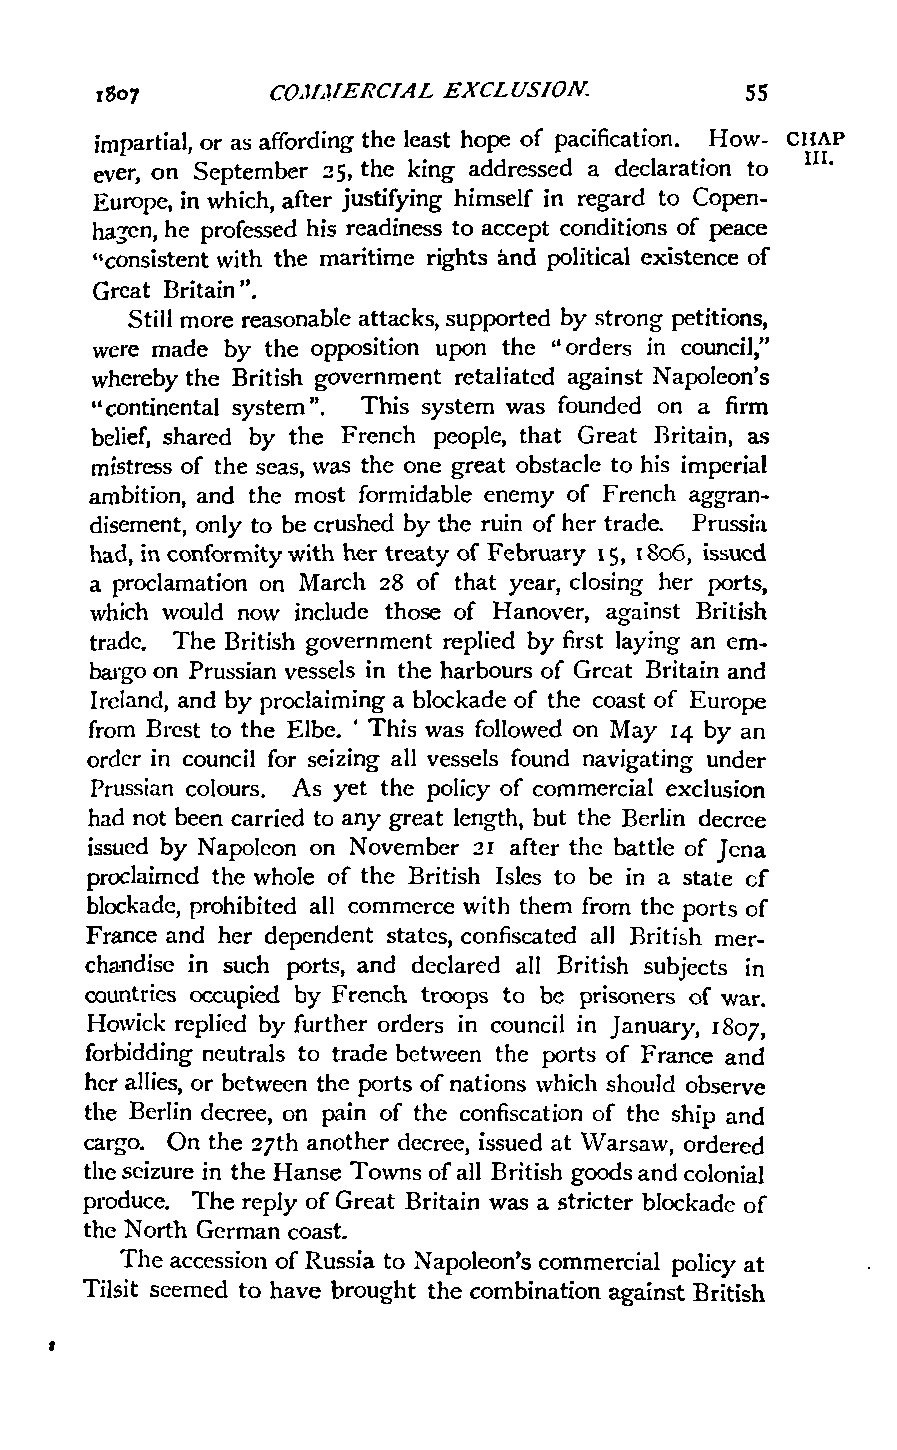 1807 COMMERCIAL EXCLUSION. 55
impartial, or as affording the least hope of pacification. How- CHAP
ever, on September 25, the king addressed a declaration to III.
Europe, in which, after justifying himself in regard to Copen-
hagen, he professed his readiness to accept conditions of peace
"consistent with the maritime rights and political existence of
Great Britain".
Still more reasonable attacks, supported by strong petitions,
were made by the opposition upon the "orders in council,"
whereby the British government retaliated against Napoleon's
"continental system". This system was founded on a firm
belief, shared by the French people, that Great Britain, as
mistress of the seas, was the one great obstacle to his imperial
ambition, and the most formidable enemy of French aggran-
disement, only to be crushed by the ruin of her trade. Prussia
had, in conformity with her treaty of February 15, 1806, issued
a proclamation on March 28 of that year, closing her ports,
which would now include those of Hanover, against British
trade. The British government replied by first laying an em-
bargo on Prussian vessels in the harbours of Great Britain and
Ireland, and by proclaiming a blockade of the coast of Europe
from Brest to the Elbe. ' This was followed on May 14 by an
order in council for seizing all vessels found navigating under
Prussian colours. As yet the policy of commercial exclusion
had not been carried to any great length, but the Berlin decree
issued by Napoleon on November 21 after the battle of Jena
proclaimed the whole of the British Isles to be in a state of
blockade, prohibited all commerce with them from the ports of
France and her dependent states, confiscated all British mer-
chandise in such ports, and declared all British subjects in
countries occupied by French troops to be prisoners of war.
Howick replied by further orders in council in January, 1807,
forbidding neutrals to trade between the ports of France and
her allies, or between the ports of nations which should observe
the Berlin decree, on pain of the confiscation of the ship and
cargo. On the 27th another decree, issued at Warsaw, ordered
the seizure in the Hanse Towns of all British goods and colonial
produce. The reply of Great Britain was a stricter blockade of
the North German coast.
The accession of Russia to Napoleon's commercial policy at
Tilsit seemed to have brought the combination against British